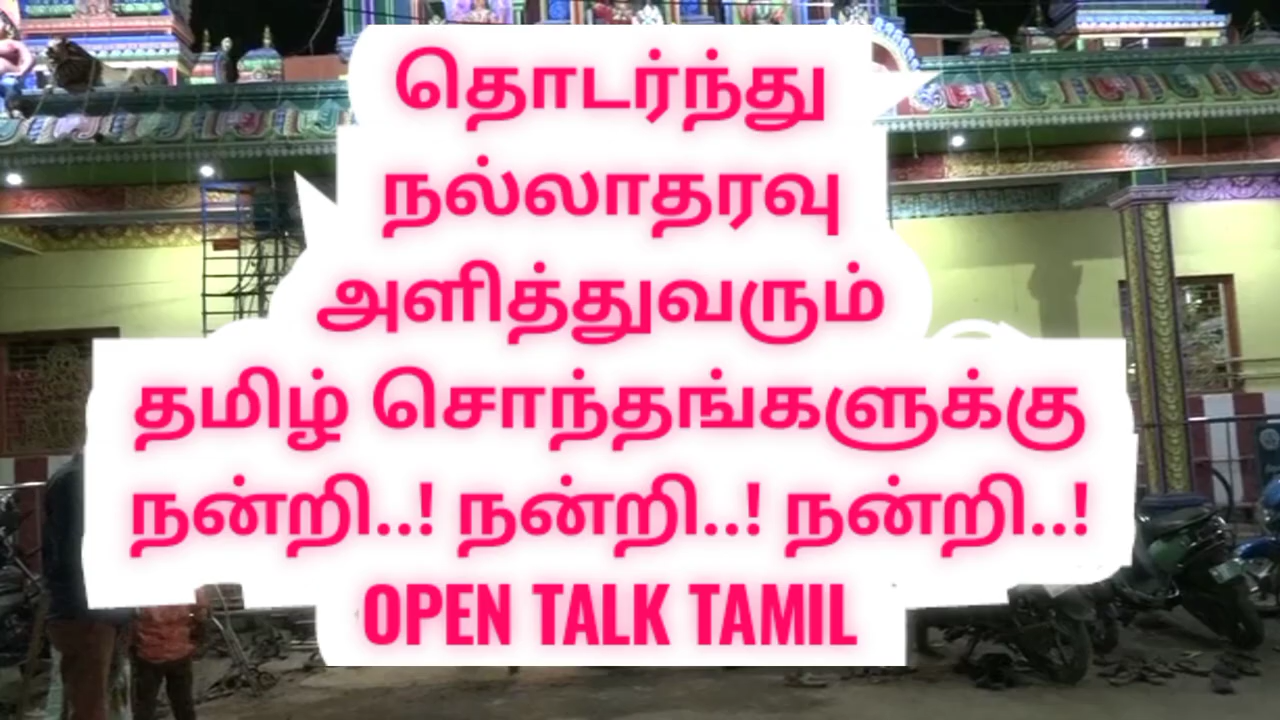 தொடர்ந்து
நல்லாதரவு
அளித்துவரும்
தமிழ் சொந்தங்களுக்கு
நன்றி..! நன்றி..! நன்றி..!
OPEN TALK TAMIL